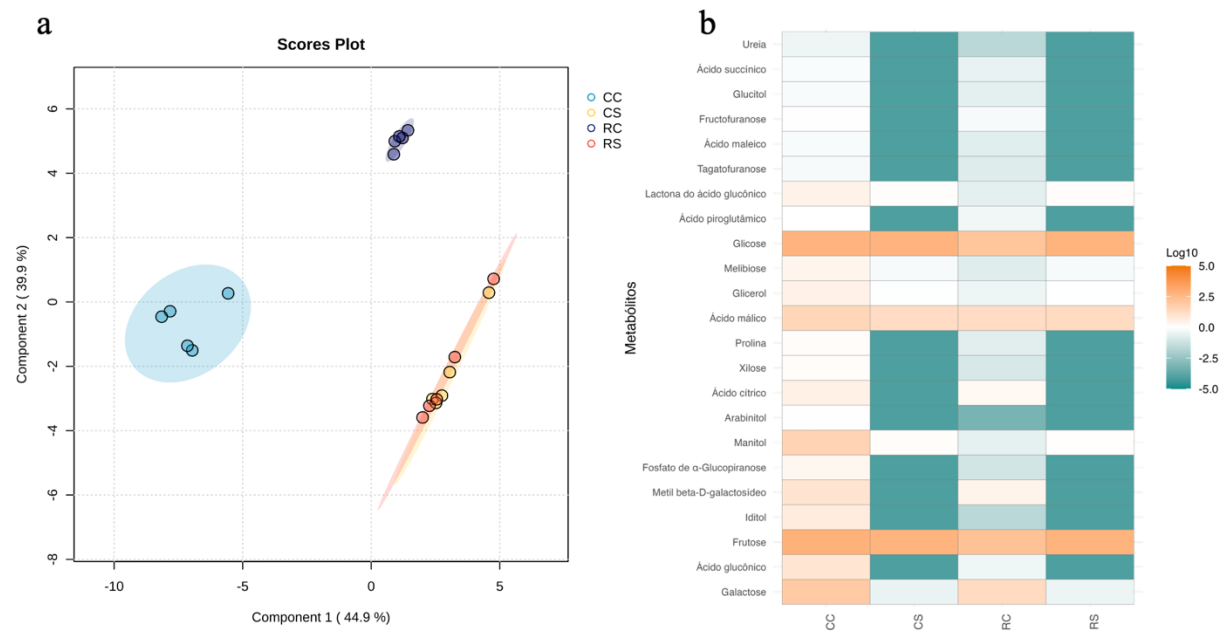 a
Scores Plot
Component 2 ( 39.9 %)
6
4
2
0
-2
-4
-6
-8
-10
-5
0
5
Component 1 ( 44.9 %)
CC
CS
RC
RS
b
Metabólitos
Ureia
Ácido succínico
Glucitol
Fructofuranose
Ácido maleico
Tagatofuranose
Lactona do ácido glucônico
Ácido piroglutâmico
Glicose
Melibiose
Glicerol
Ácido málico
Prolina
Xilose
Ácido cítrico
Arabinitol
Manitol
Fosfato de α-Glucopiranose
Metil beta-D-galactosídeo
Iditol
Frutose
Ácido glucônico
Galactose
CC
CS
RC
RS
Log10
5.0
2.5
0.0
-2.5
-5.0